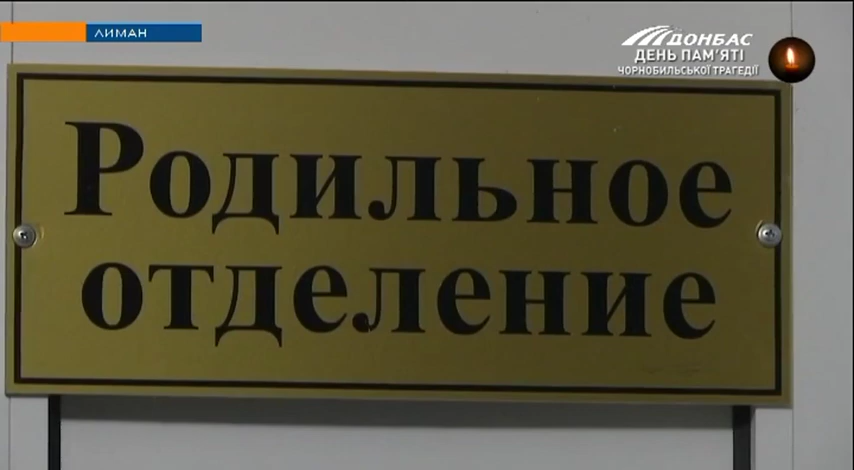 ЛИМАН
ДОНБАС
ДЕНЬ ПАМ'ЯТІ
ЧОРНОБИЛЬСЬКОЇ ТРАГЕДІЇ
Родильное
отделение